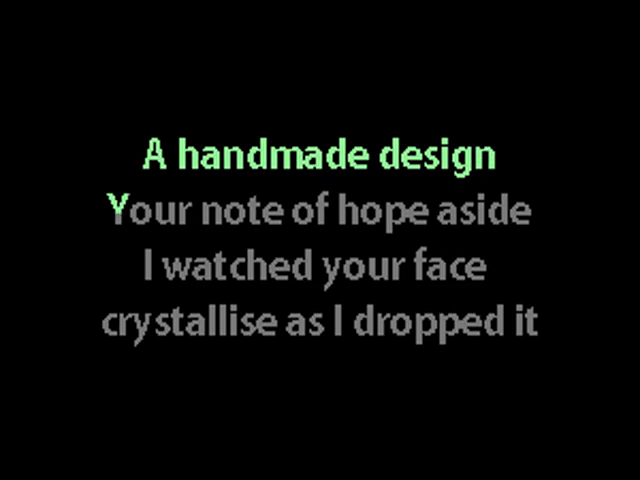 A handmade design
Your note of hope aside
I watched your face
crystallise as I dropped it